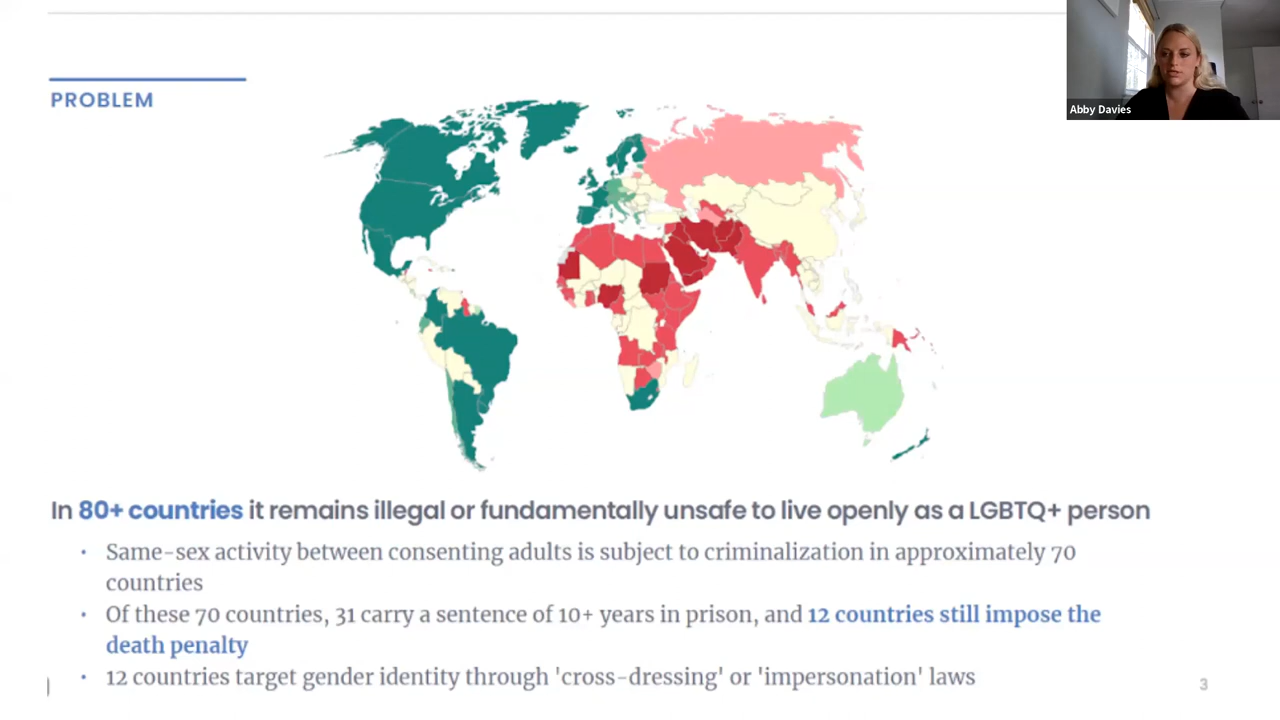 Abby Davies
PROBLEM
In 80+ countries it remains illegal or fundamentally unsafe to live openly as a LGBTQ+ person
• Same-sex activity between consenting adults is subject to criminalization in approximately 70
countries
• Of these 70 countries, 31 carry a sentence of 10+ years in prison, and 12 countries still impose the
death penalty
• 12 countries target gender identity through 'cross-dressing' or 'impersonation' laws
3